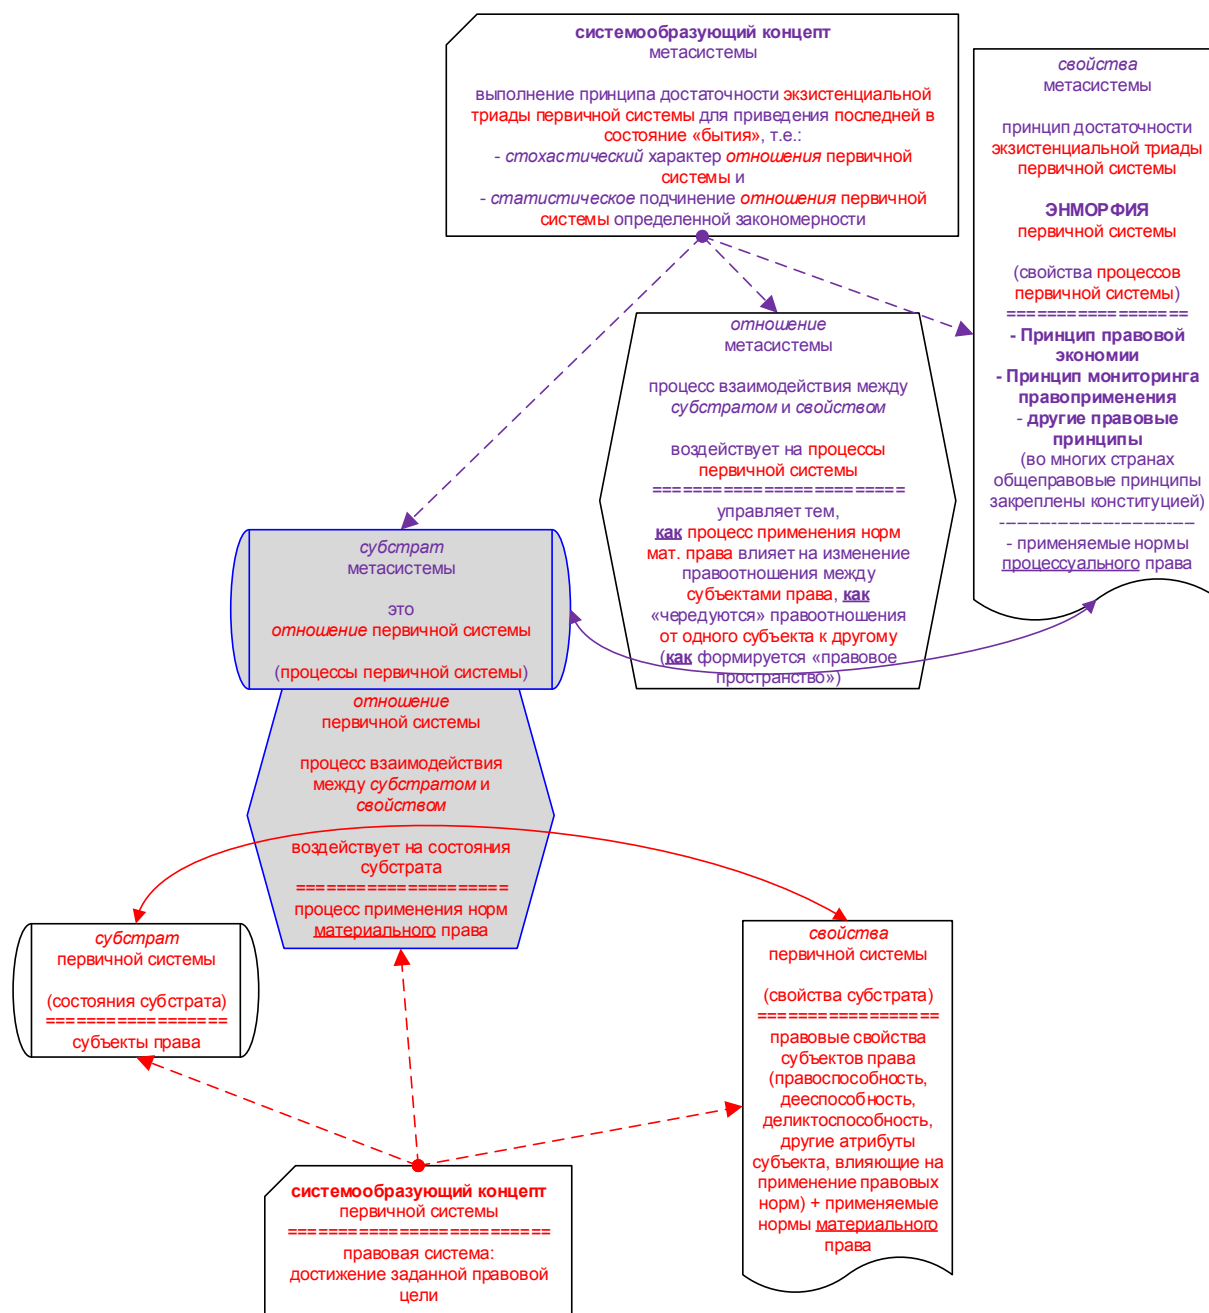 системообразующий концепт
метасистемы
выполнение принципа достаточности экзистенциальной
триады первичной системы для приведения последней в
состояние «бытия», т.е.:
- стохастический характер отношения первичной
системы и
- статистическое подчинение отношения первичной
системы определенной закономерности
свойства
метасистемы
принцип достаточности
экзистенциальной триады
первичной системы
ЭНМОРФИЯ
первичной системы
(свойства процессов
первичной системы)
==================
- Принцип правовой
экономии
- Принцип мониторинга
правоприменения
- другие правовые
принципы
(во многих странах
общеправовые принципы
закреплены конституцией)
---------------------------
- применяемые нормы
процессуального права
отношение
метасистемы
процесс взаимодействия между
субстратом и свойством
воздействует на процессы
первичной системы
=========================
управляет тем,
как процесс применения норм
мат. права влияет на изменение
правоотношения между
субъектами права, как
«чередуются» правоотношения
от одного субъекта к другому
(как формируется «правовое
пространство»)
субстрат
метасистемы
это
отношение первичной системы
(процессы первичной системы)
отношение
первичной системы
процесс взаимодействия
между субстратом и
свойством
воздействует на состояния
субстрата
=====================
процесс применения норм
материального права
субстрат
первичной системы
(состояния субстрата)
==================
субъекты права
свойства
первичной системы
(свойства субстрата)
==================
правовые свойства
субъектов права
(правоспособность,
дееспособность,
деликтоспособность,
другие атрибуты
субъекта, влияющие на
применение правовых
норм) + применяемые
нормы материального
права
системообразующий концепт
первичной системы
==========================
правовая система:
достижение заданной правовой
цели